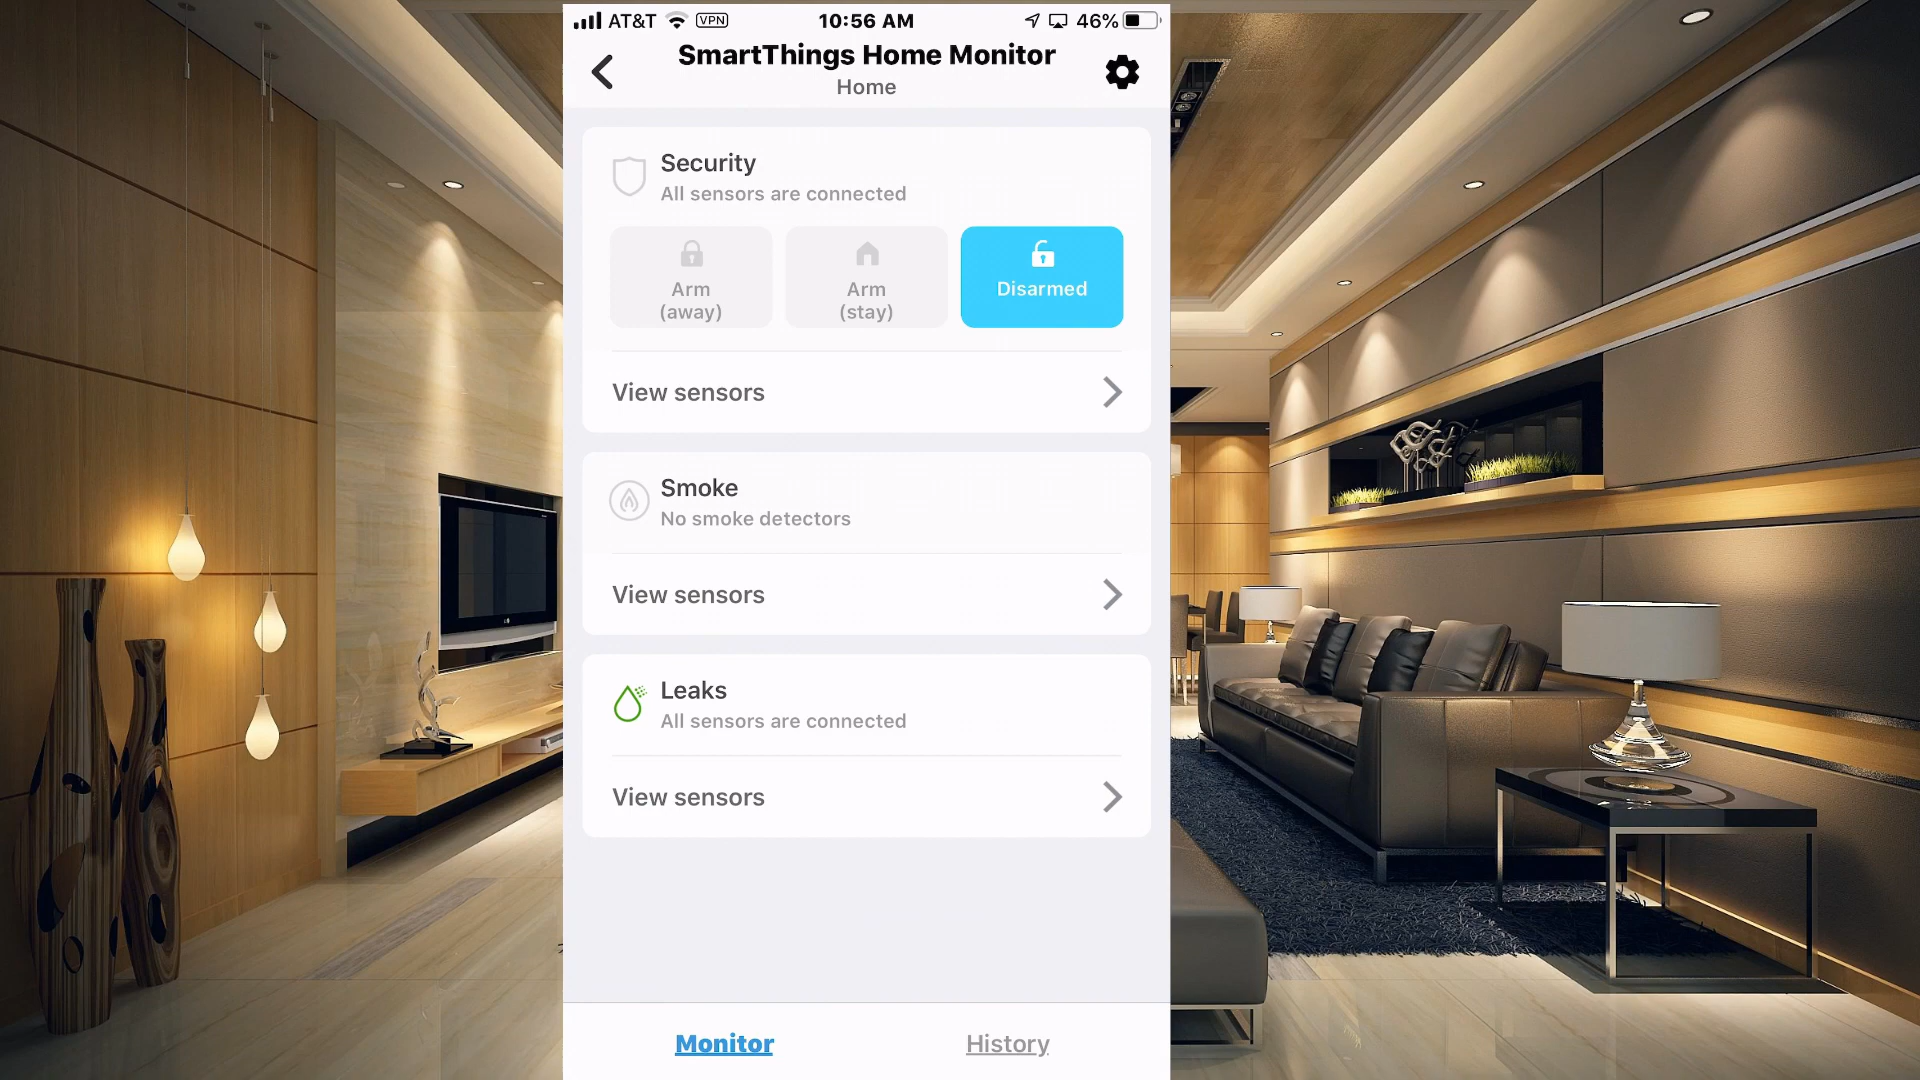 AT&T VPN 10:56 AM 46%
SmartThings Home Monitor
Home
Security
All sensors are connected
Arm
(away)
Arm
(stay)
Disarmed
View sensors
Smoke
No smoke detectors
View sensors
Leaks
All sensors are connected
View sensors
Monitor History